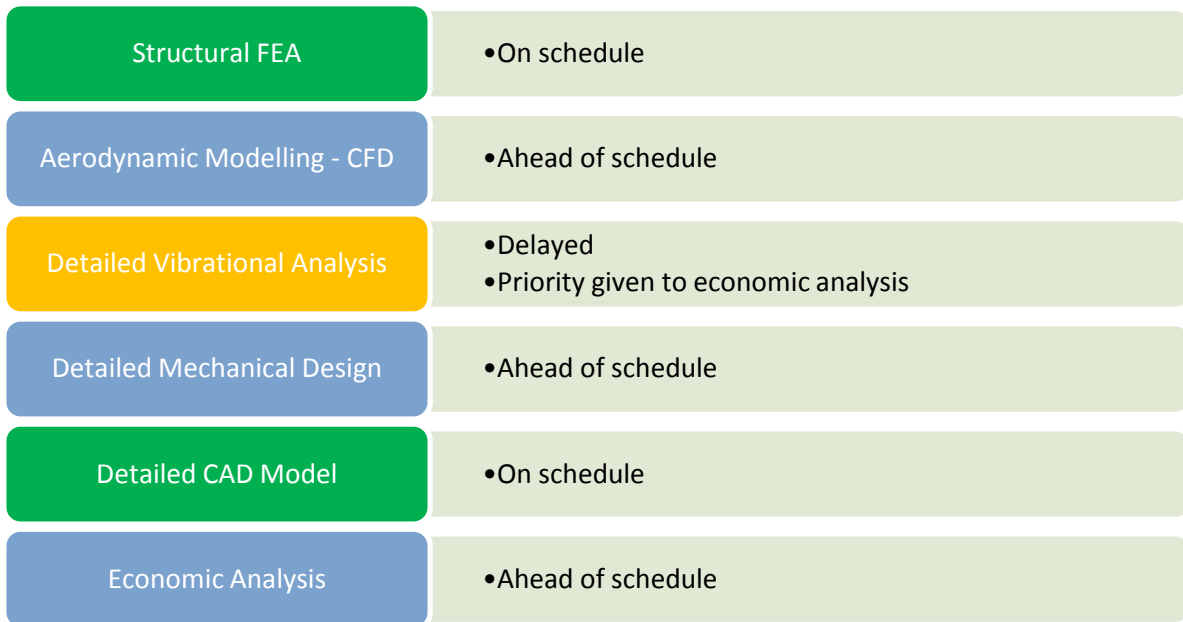 Structural FEA
•On schedule
Aerodynamic Modelling - CFD
•Ahead of schedule
Detailed Vibrational Analysis
•Delayed
•Priority given to economic analysis
Detailed Mechanical Design
•Ahead of schedule
Detailed CAD Model
•On schedule
Economic Analysis
•Ahead of schedule